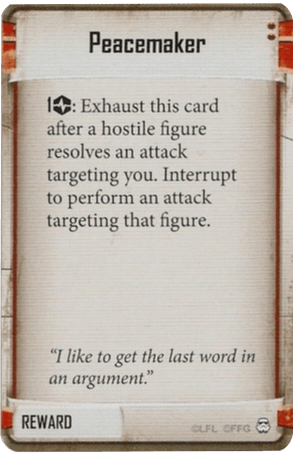 Peacemaker
1: Exhaust this card
after a hostile figure
resolves an attack
targeting you. Interrupt
to perform an attack
targeting that figure.
“I like to get the last word in
an argument.”
REWARD
©LFL ©FFG